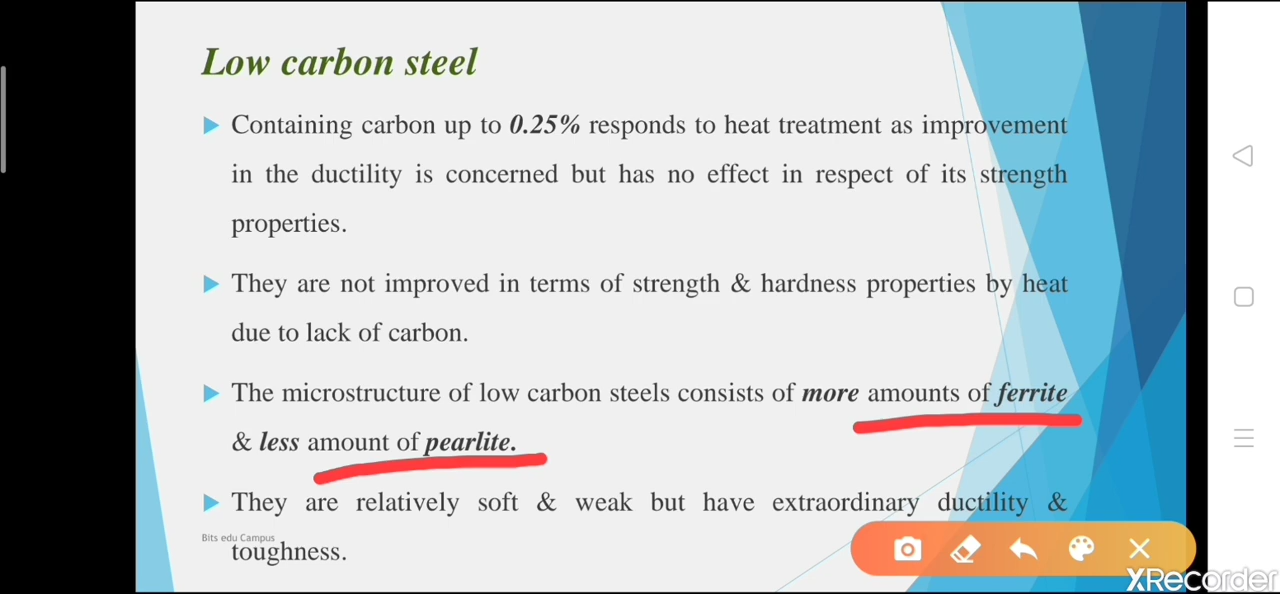 Low carbon steel
Containing carbon up to 0.25% responds to heat treatment as improvement
in the ductility is concerned but has no effect in respect of its strength
properties.
They are not improved in terms of strength & hardness properties by heat
due to lack of carbon.
The microstructure of low carbon steels consists of more amounts of ferrite
& less amount of pearlite.
They are relatively soft & weak but have extraordinary ductility &
Bits edu Campus
toughness.
XRecorder